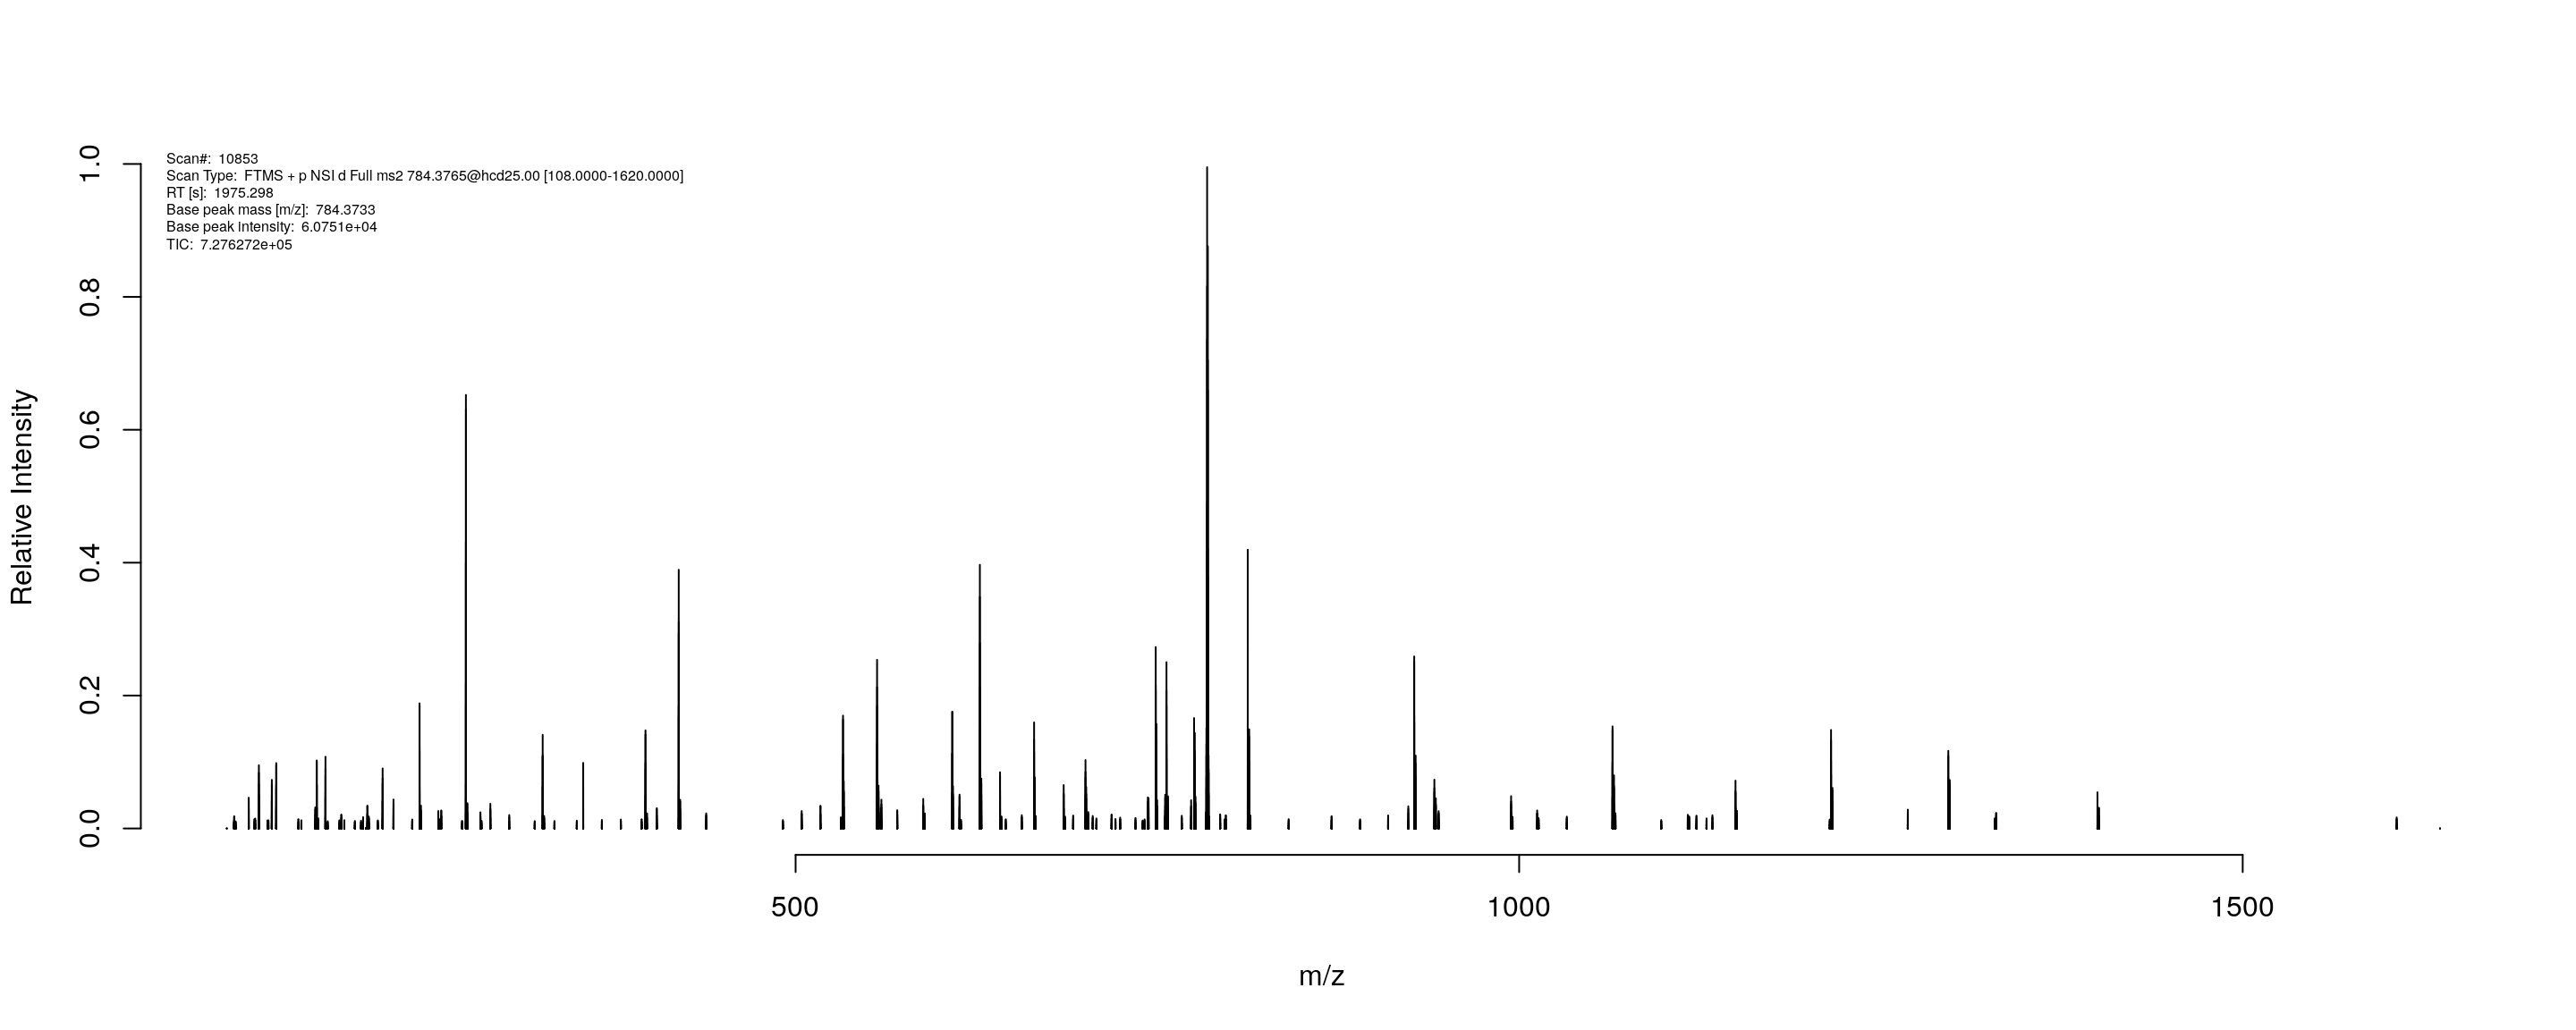 Scan#: 10853
Scan Type: FTMS + p NSI d Full ms2 784.3765@hcd25.00 [108.0000-1620.0000]
RT [s]: 1975.298
Base peak mass [m/z]: 784.3733
Base peak intensity: 6.0751e+04
TIC: 7.276272e+05
Relative Intensity
1.0
0.8
0.6
0.4
0.2
0.0
500 1000 1500
m/z